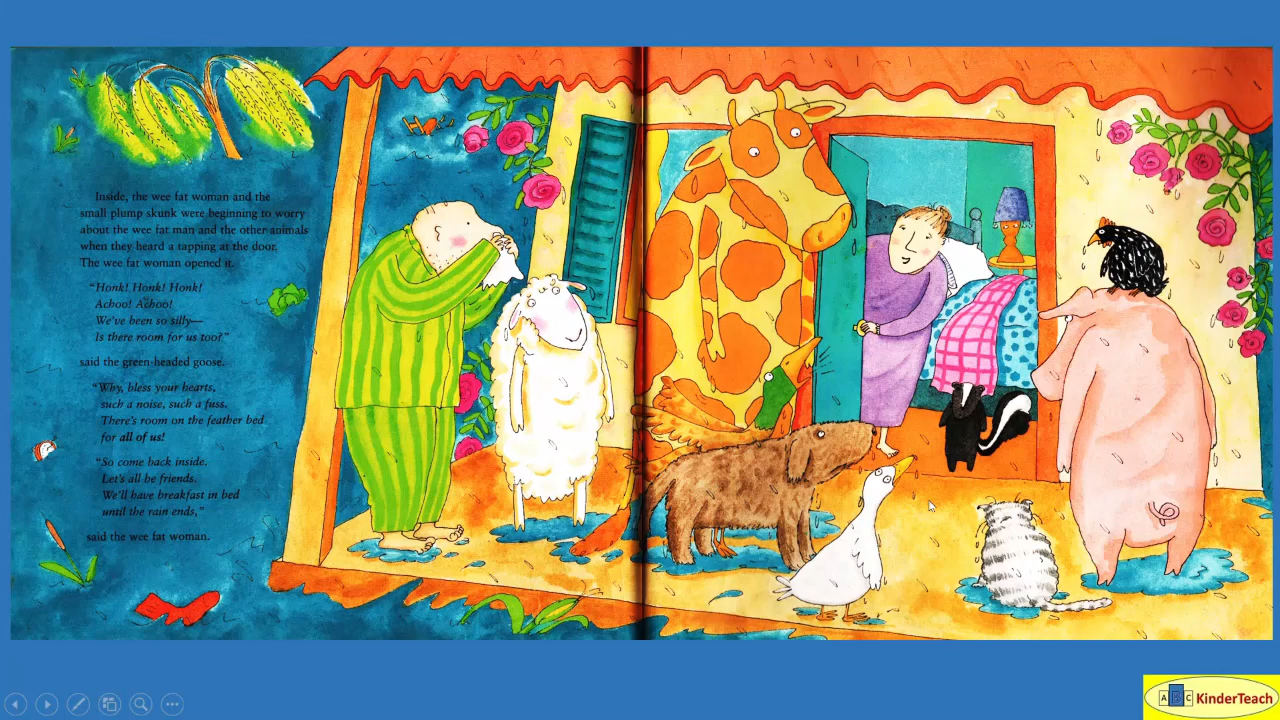 Inside, the wee fat woman and the
small plump skunk were beginning to worry
about the wee fat man and the other animals
when they heard a tapping at the door.
The wee fat woman opened it.
"Honk! Honk! Honk!
Achoo! Achoo!
We've been so silly—
Is there room for us too?"
said the green-headed goose.
"Why, bless your hearts,
such a noise, such a fuss.
There's room on the feather bed
for all of us!
"So come back inside.
Let's all be friends.
We'll have breakfast in bed
until the rain ends,"
said the wee fat woman.
ABC KinderTeach